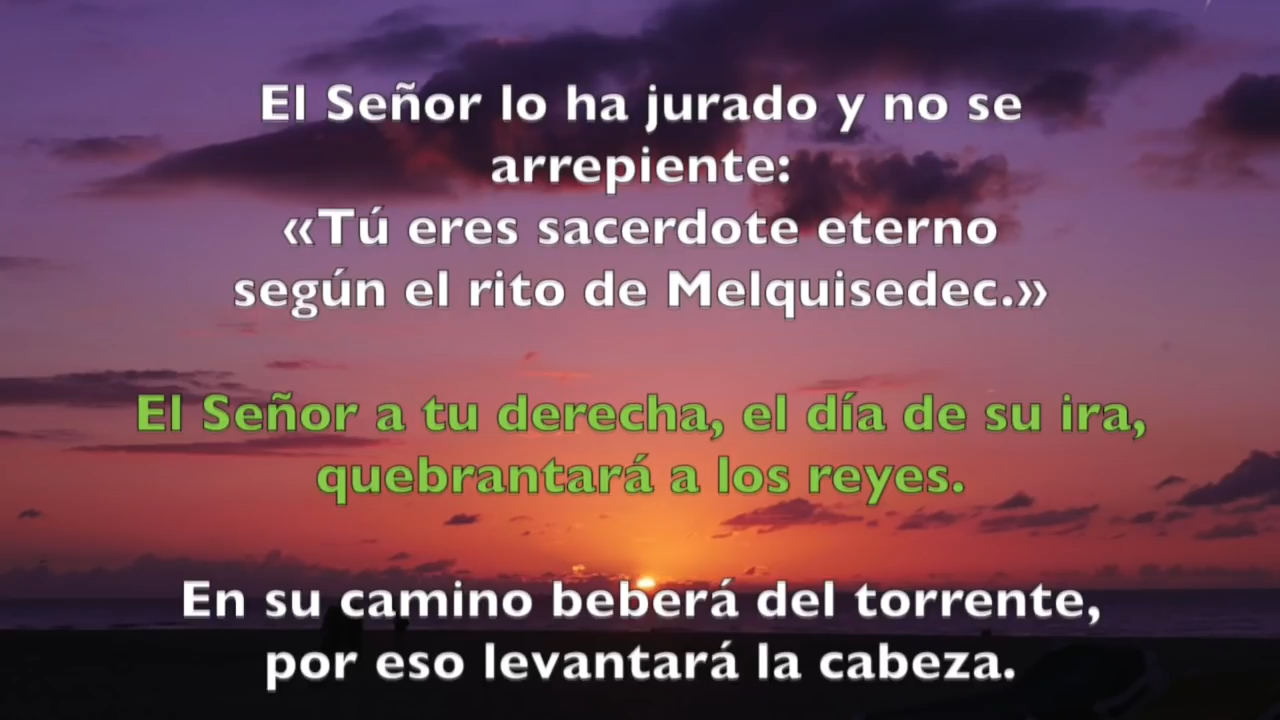 El Señor lo ha jurado y no se
arrepiente:
«Tú eres sacerdote eterno
según el rito de Melquisedec.»
El Señor a tu derecha, el día de su ira,
quebrantará a los reyes.
En su camino beberá del torrente,
por eso levantará la cabeza.